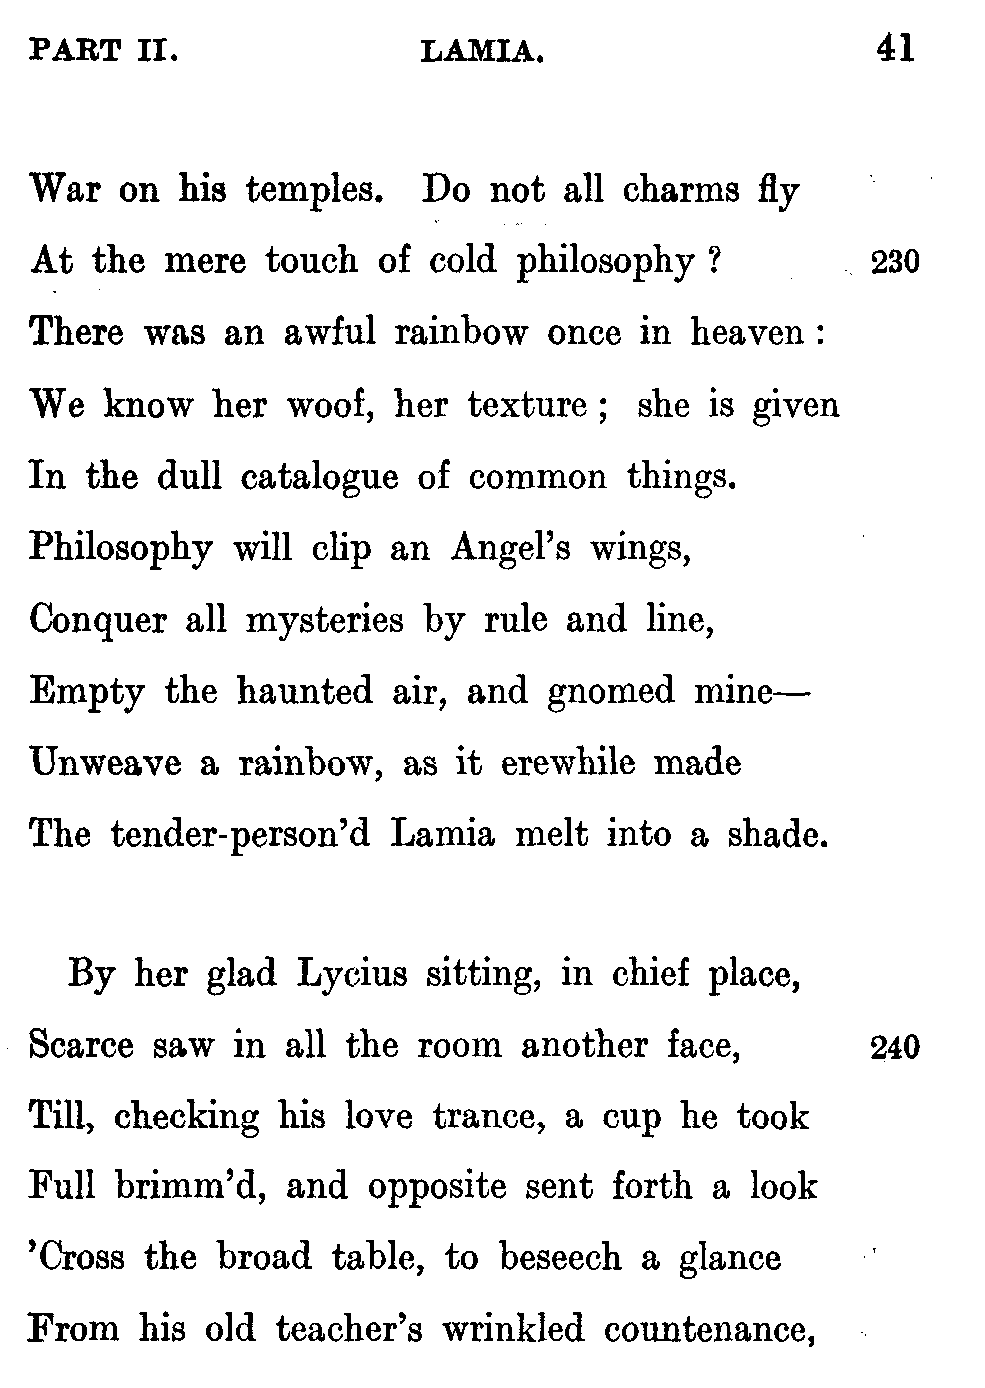 PART II. LAMIA. 41
War on his temples. Do not all charms fly
At the mere touch of cold philosophy ? 230
There was an awful rainbow once in heaven :
We know her woof, her texture ; she is given
In the dull catalogue of common things.
Philosophy will clip an Angel's wings,
Conquer all mysteries by rule and line,
Empty the haunted air, and gnomed mine—
Unweave a rainbow, as it erewhile made
The tender-person'd Lamia melt into a shade.
By her glad Lycius sitting, in chief place,
Scarce saw in all the room another face, 240
Till, checking his love trance, a cup he took
Full brimm'd, and opposite sent forth a look
'Cross the broad table, to beseech a glance
From his old teacher's wrinkled countenance,